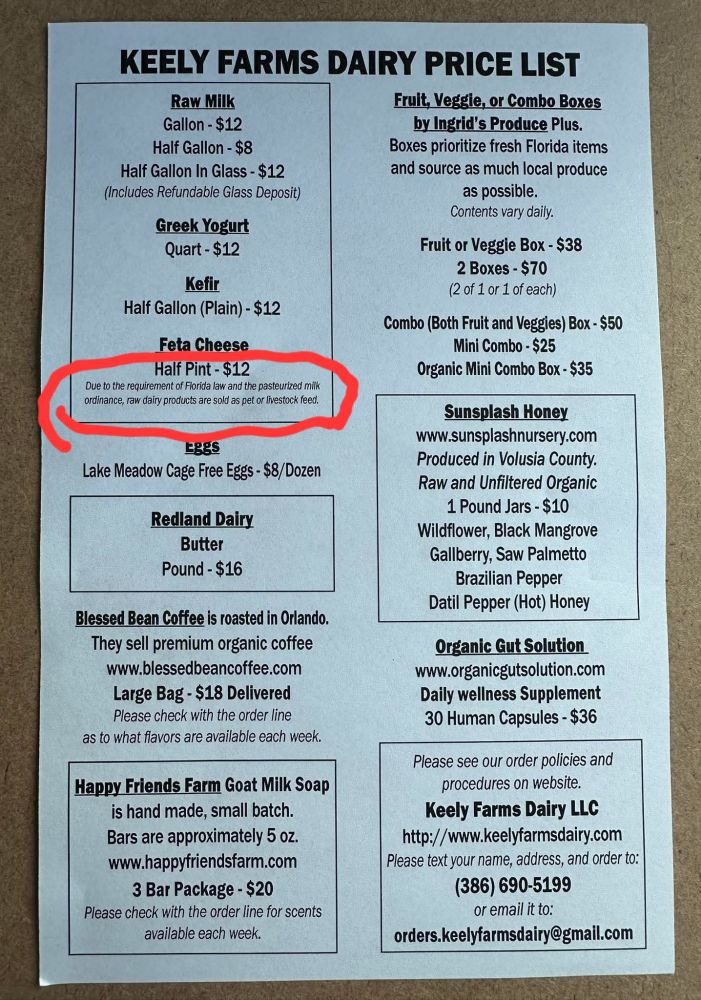 KEELY FARMS DAIRY PRICE LIST
Raw Milk
Gallon - $12
Half Gallon - $8
Half Gallon In Glass - $12
(Includes Refundable Glass Deposit)
Greek Yogurt
Quart - $12
Kefir
Half Gallon (Plain) - $12
Feta Cheese
Half Pint - $12
Due to the requirement of Florida law and the pasteurized milk
ordinance, raw dairy products are sold as pet or livestock feed.
Eggs
Lake Meadow Cage Free Eggs - $8/Dozen
Redland Dairy
Butter
Pound - $16
Blessed Bean Coffee is roasted in Orlando.
They sell premium organic coffee
www.blessedbeancoffee.com
Large Bag - $18 Delivered
Please check with the order line
as to what flavors are available each week.
Happy Friends Farm Goat Milk Soap
is hand made, small batch.
Bars are approximately 5 oz.
www.happyfriendsfarm.com
3 Bar Package - $20
Please check with the order line for scents
available each week.
Fruit, Veggie, or Combo Boxes
by Ingrid's Produce Plus.
Boxes prioritize fresh Florida items
and source as much local produce
as possible.
Contents vary daily.
Fruit or Veggie Box - $38
2 Boxes - $70
(2 of 1 or 1 of each)
Combo (Both Fruit and Veggies) Box - $50
Mini Combo - $25
Organic Mini Combo Box - $35
Sunsplash Honey
www.sunsplashnursery.com
Produced in Volusia County.
Raw and Unfiltered Organic
1 Pound Jars - $10
Wildflower, Black Mangrove
Gallberry, Saw Palmetto
Brazilian Pepper
Datil Pepper (Hot) Honey
Organic Gut Solution
www.organicgutsolution.com
Daily wellness Supplement
30 Human Capsules - $36
Please see our order policies and
procedures on website.
Keely Farms Dairy LLC
http://www.keelyfarmsdairy.com
Please text your name, address, and order to:
(386) 690-5199
or email it to:
orders.keelyfarmsdairy@gmail.com